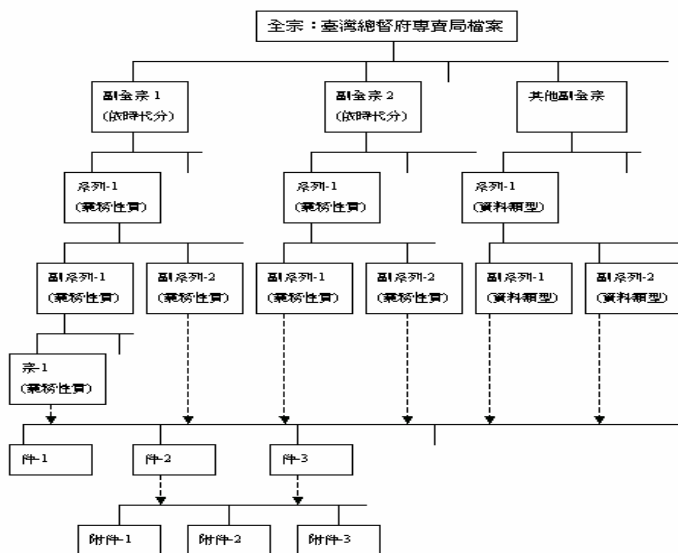 全宗：臺灣總督府專賣局檔案
副全宗 1
(依時代分)
副全宗 2
(依時代分)
其他副全宗
系列-1
(業務性質)
系列-1
(業務性質)
系列-1
(資料類型)
副系列-1
(業務性質)
副系列-2
(業務性質)
副系列-1
(業務性質)
副系列-2
(業務性質)
副系列-1
(資料類型)
副系列-2
(資料類型)
宗-1
(業務性質)
件-1
件-2
件-3
附件-1
附件-2
附件-3